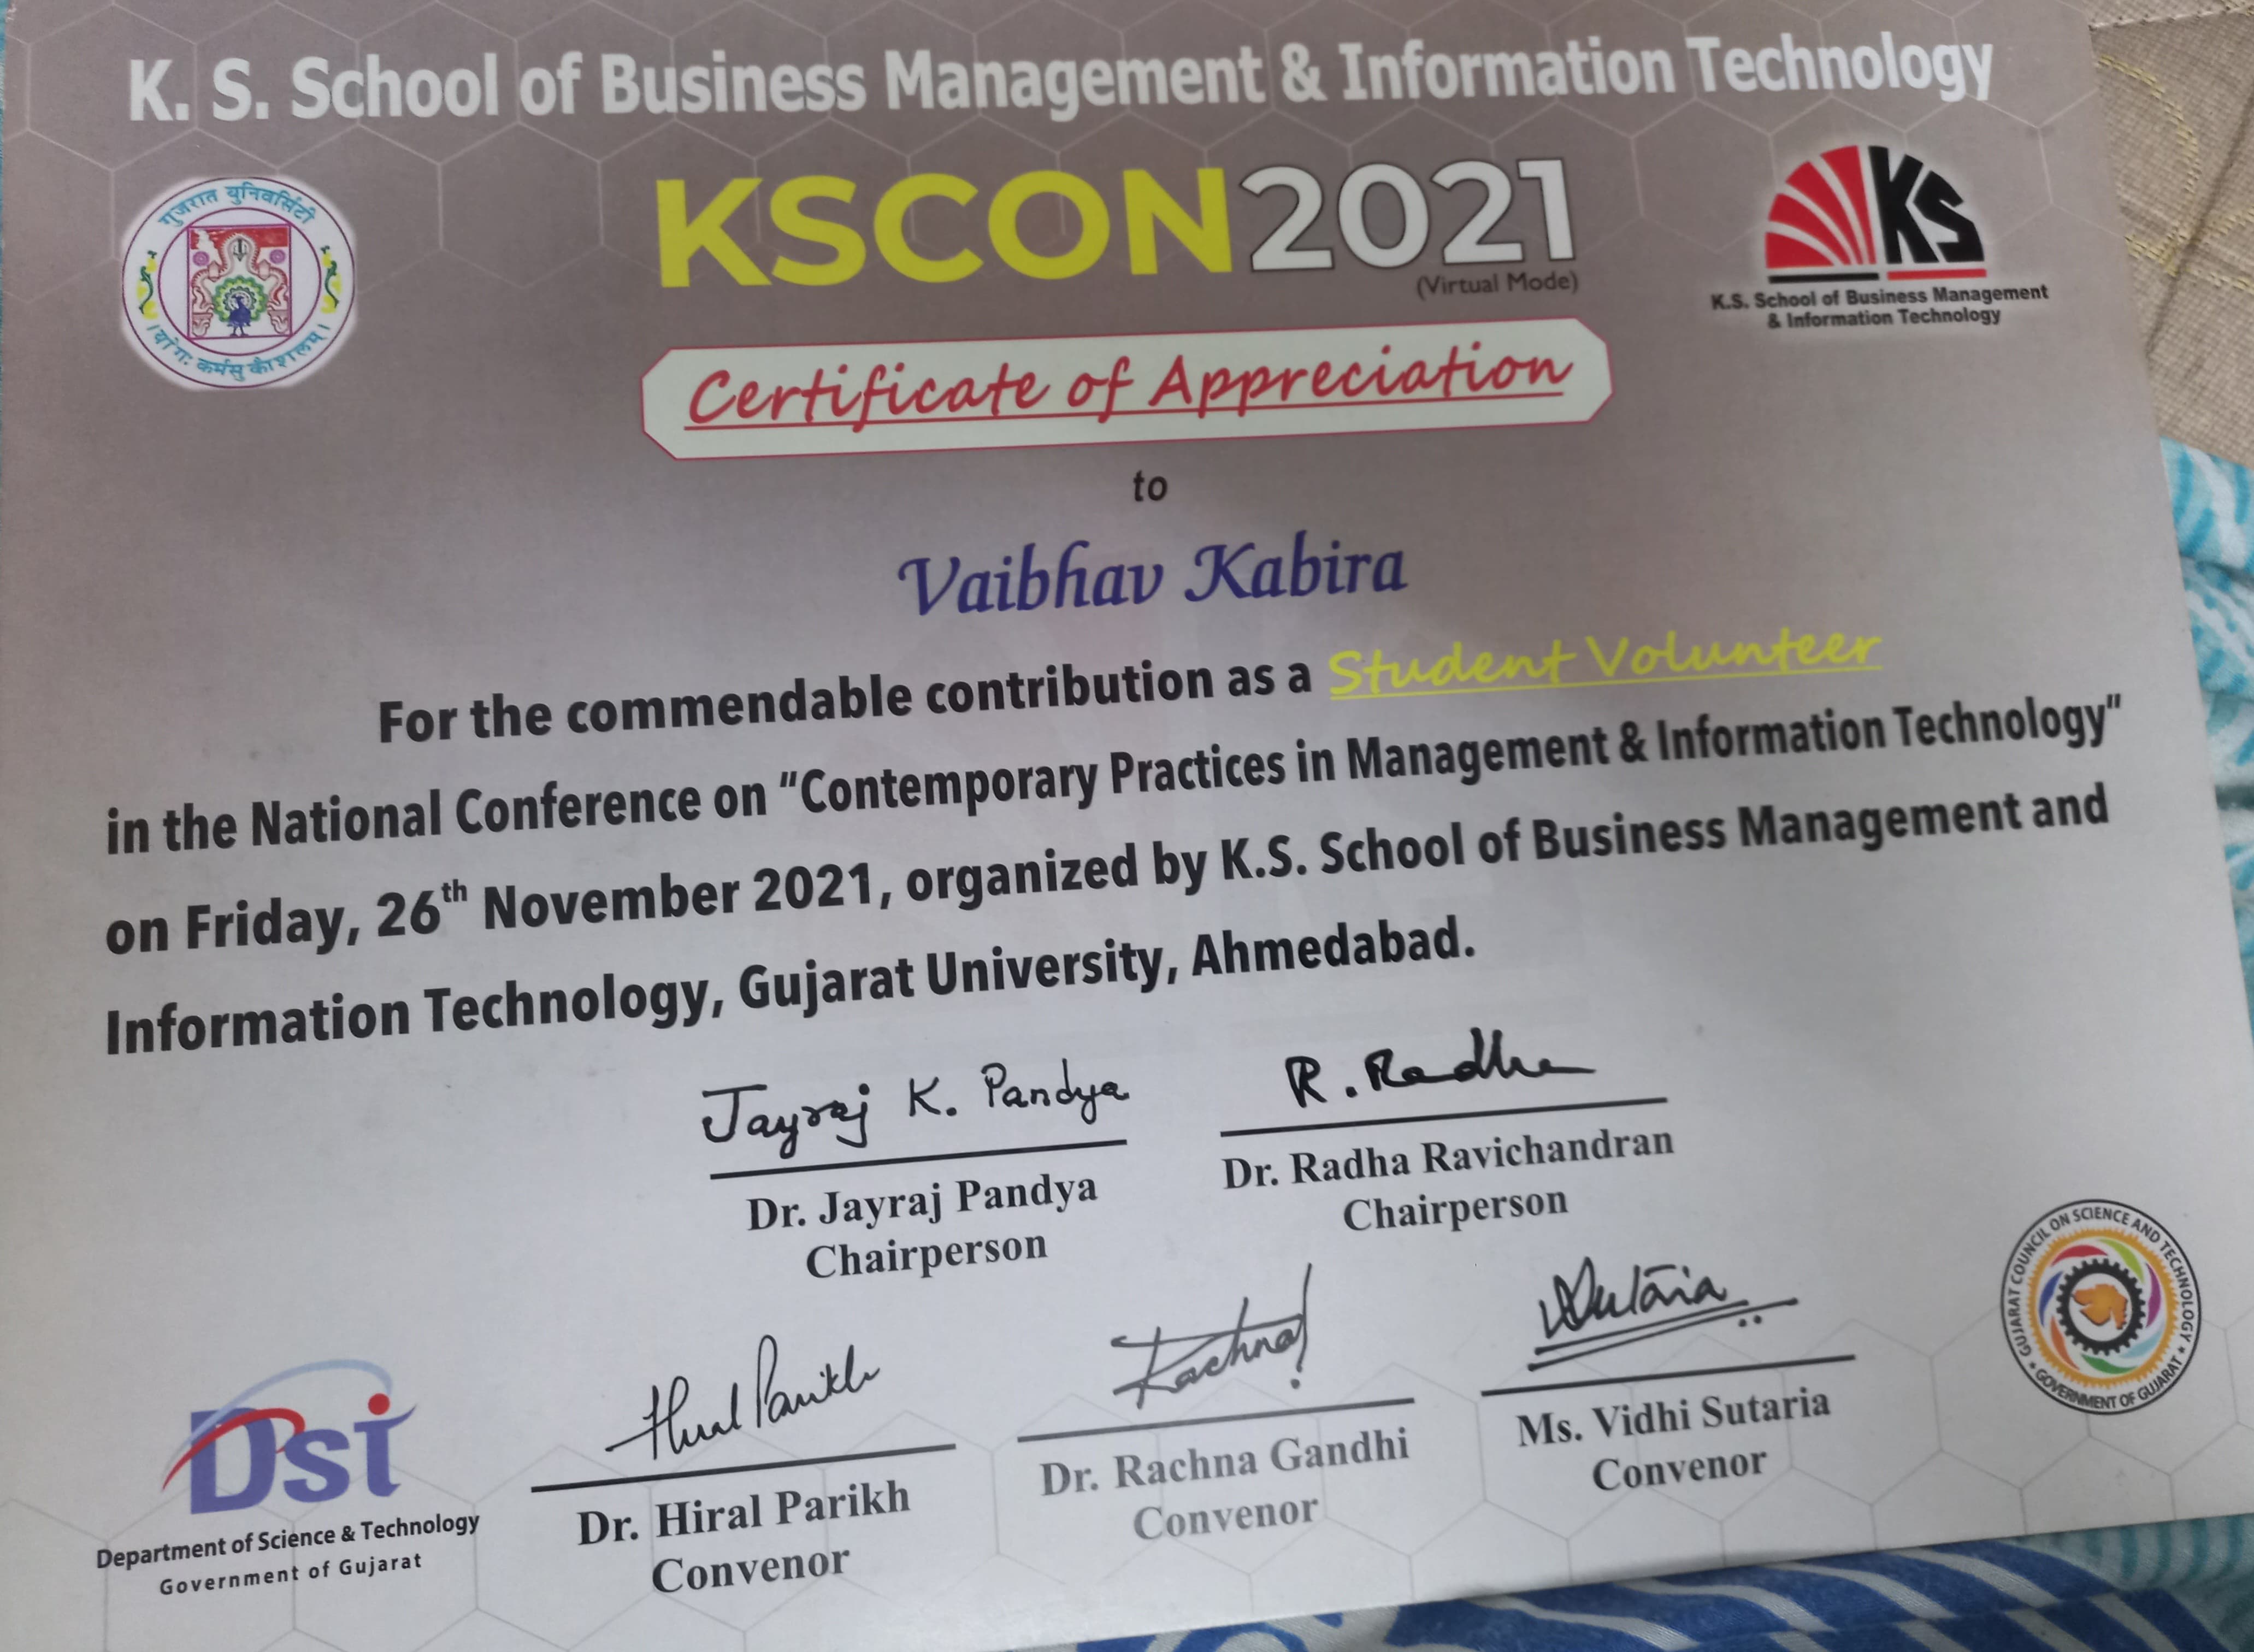 K. S. School of Business Management & Information Technology
गुजरात युनिवर्सिटी
। योगः कर्मसु कौशलम् ।
KSCON2021
(Virtual Mode)
KS
K.S. School of Business Management
& Information Technology
Certificate of Appreciation
to
Vaibhav Kabira
For the commendable contribution as a Student Volunteer
in the National Conference on “Contemporary Practices in Management & Information Technology”
on Friday, 26th November 2021, organized by K.S. School of Business Management and
Information Technology, Gujarat University, Ahmedabad.
Jayraj K. Pandya
R. Radha
Dr. Jayraj Pandya
Chairperson
Dr. Radha Ravichandran
Chairperson
Hiral Parikh
Rachna
Sutaria
Dr. Hiral Parikh
Convenor
Dr. Rachna Gandhi
Convenor
Ms. Vidhi Sutaria
Convenor
Dst
Department of Science & Technology
Government of Gujarat
GUJARAT COUNCIL ON SCIENCE AND TECHNOLOGY
GOVERNMENT OF GUJARAT